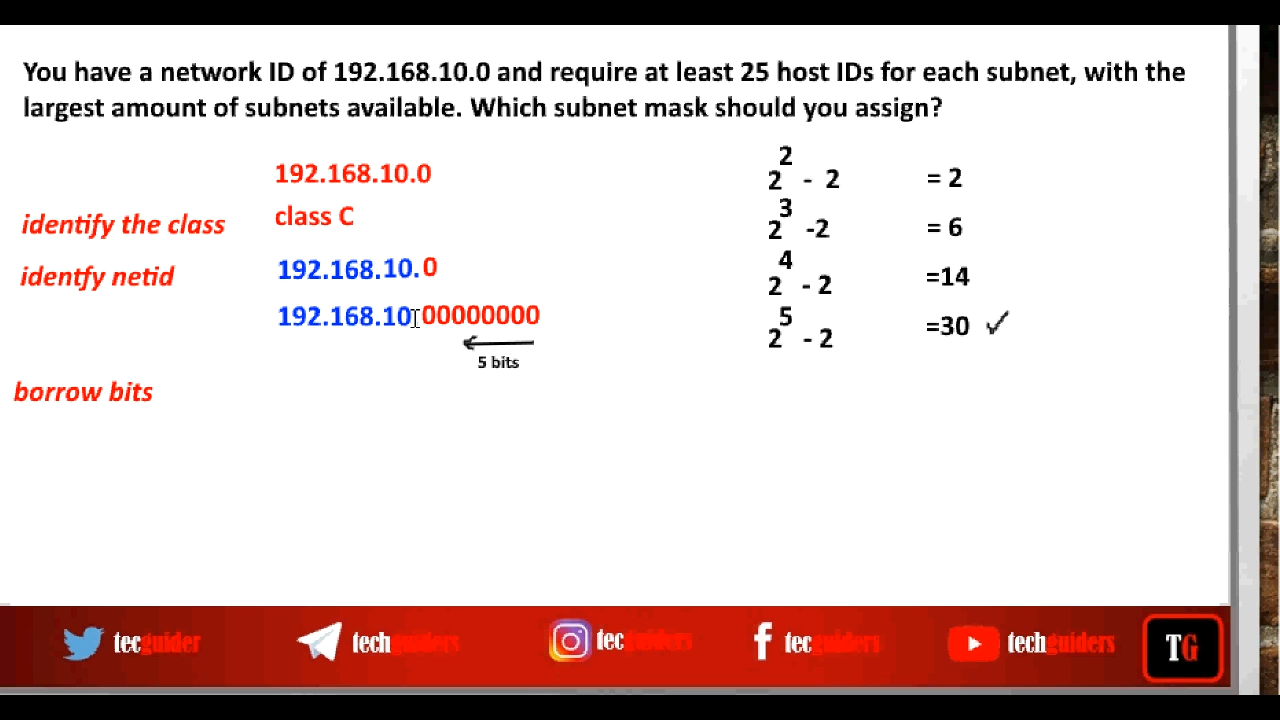 You have a network ID of 192.168.10.0 and require at least 25 host IDs for each subnet, with the
largest amount of subnets available. Which subnet mask should you assign?
192.168.10.0
identify the class class C
identfy netid 192.168.10.0
192.168.10.00000000
5 bits
borrow bits
2^2 - 2 = 2
2^3 -2 = 6
2^4 - 2 =14
2^5 - 2 =30 ✓
tecguider techguiders tecguiders tecguiders techguiders TG